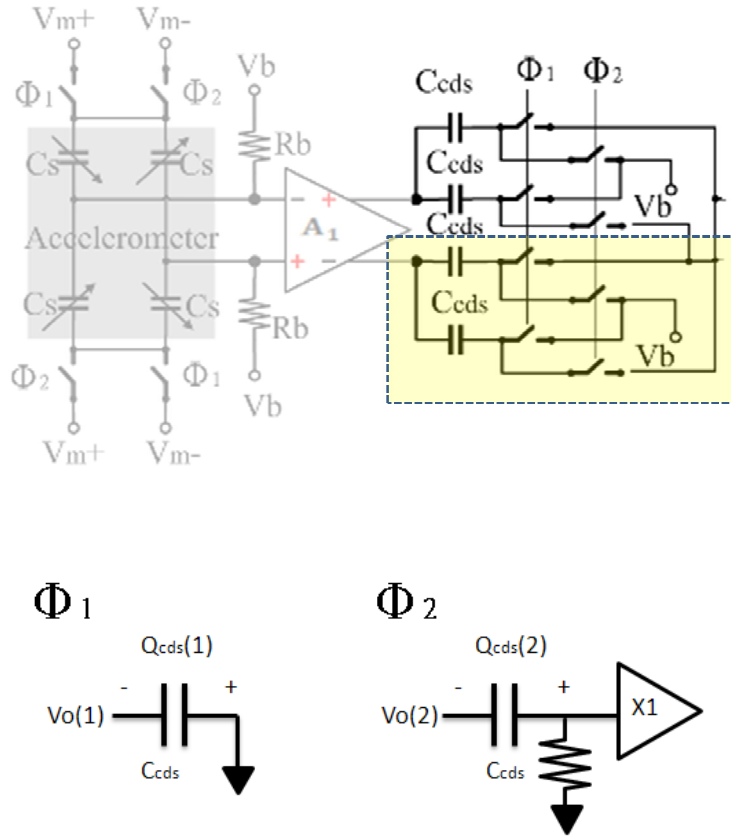 Vm+ Vm-
Φ1 Φ2
Vb
Ccds Φ1 Φ2
Cs Cs
Rb
Ccds
Vb
- +
A1
Ccds
Accelerometer
+ -
Cs Cs
Rb
Ccds
Vb
Φ2 Φ1
Vb
Vm+ Vm-
Φ1
Qcds(1)
- +
Vo(1)
Ccds
Φ2
Qcds(2)
- +
Vo(2)
X1
Ccds